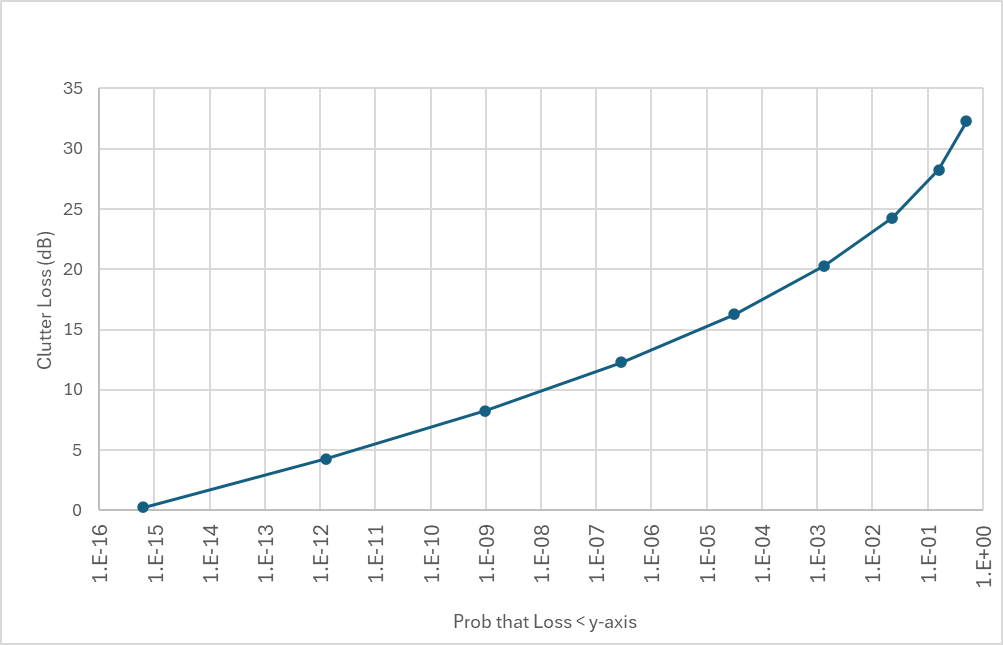 35
30
25
20
15
10
5
0
Clutter Loss (dB)
1.E-16
1.E-15
1.E-14
1.E-13
1.E-12
1.E-11
1.E-10
1.E-09
1.E-08
1.E-07
1.E-06
1.E-05
1.E-04
1.E-03
1.E-02
1.E-01
1.E+00
Prob that Loss < y-axis